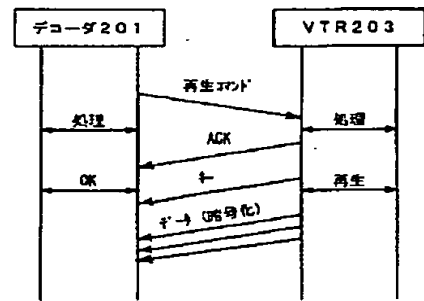 デコーダ201
VTR203
再生コマンド
処理
処理
ACK
OK
キー
再生
データ(暗号化)